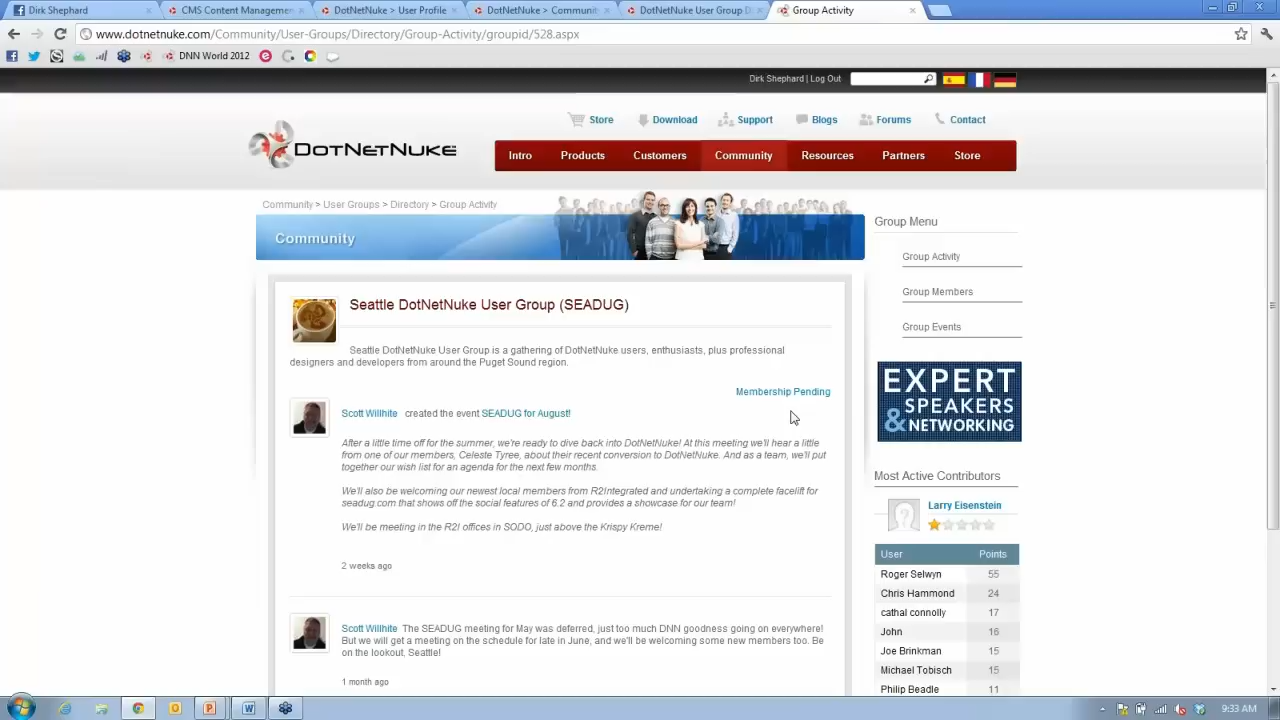 Dirk Shephard
CMS Content Managemen
DotNetNuke > User Profile
DotNetNuke > Communit
DotNetNuke User Group D
Group Activity
www.dotnetnuke.com/Community/User-Groups/Directory/Group-Activity/groupid/528.aspx
DNN World 2012
Dirk Shephard | Log Out
Store Download Support Blogs Forums Contact
DOTNETNUKE
Intro Products Customers Community Resources Partners Store
Community > User Groups > Directory > Group Activity
Community
Seattle DotNetNuke User Group (SEADUG)
Seattle DotNetNuke User Group is a gathering of DotNetNuke users, enthusiasts, plus professional
designers and developers from around the Puget Sound region.
Membership Pending
Scott Willhite created the event SEADUG for August!
After a little time off for the summer, we're ready to dive back into DotNetNuke! At this meeting we'll hear a little
from one of our members, Celeste Tyree, about their recent conversion to DotNetNuke. And as a team, we'll put
together our wish list for an agenda for the next few months.
We'll also be welcoming our newest local members from R2Integrated and undertaking a complete facelift for
seadug.com that shows off the social features of 6.2 and provides a showcase for our team!
We'll be meeting in the R2I offices in SODO, just above the Krispy Kreme!
2 weeks ago
Scott Willhite The SEADUG meeting for May was deferred, just too much DNN goodness going on everywhere!
But we will get a meeting on the schedule for late in June, and we'll be welcoming some new members too. Be
on the lookout, Seattle!
1 month ago
Group Menu
Group Activity
Group Members
Group Events
EXPERT
SPEAKERS
& NETWORKING
Most Active Contributors
Larry Eisenstein
User Points
Roger Selwyn 55
Chris Hammond 24
cathal connolly 17
John 16
Joe Brinkman 15
Michael Tobisch 15
Philip Beadle 11
9:33 AM